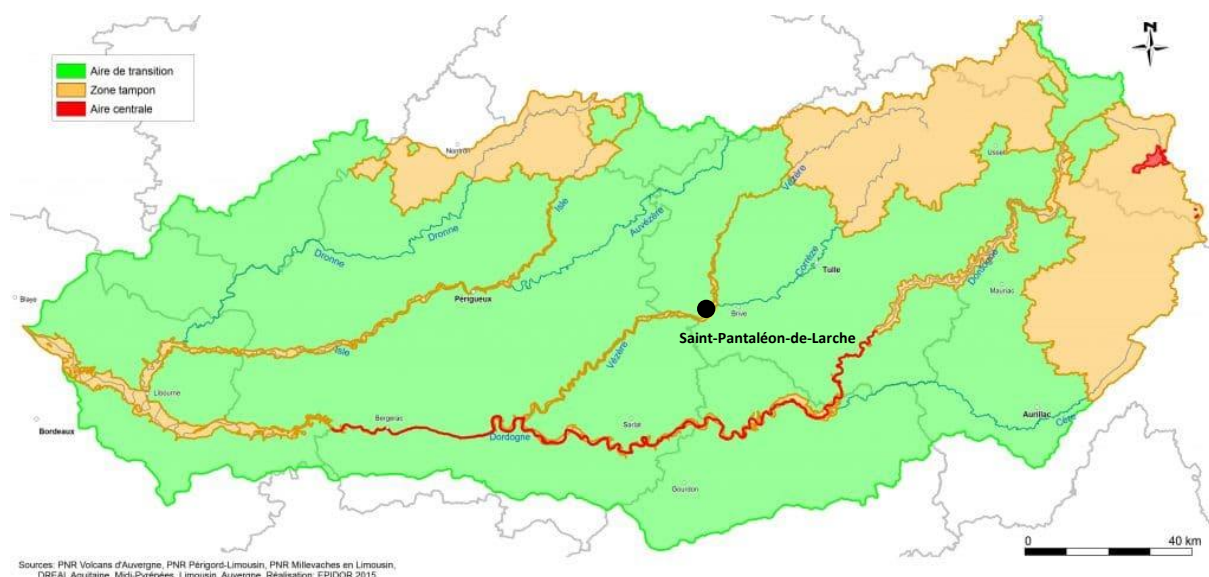 N
Aire de transition
Zone tampon
Aire centrale
Nontron
Ussel
Isle
Vézère
Auvézère
Dronne
Dronne
Corrèze
Tulle
Dordogne
Mauriac
Périgueux
Blaye
Brive
Saint-Pantaléon-de-Larche
Isle
Vézère
Libourne
Bergerac
Bordeaux
Dordogne
Sarlat
Aurillac
Cère
Gourdon
0 40 km
Sources: PNR Volcans d'Auvergne, PNR Périgord-Limousin, PNR Millevaches en Limousin,
DREAL Aquitaine, Midi-Pyrénées, Limousin, Auvergne. Réalisation: EPIDOR 2015